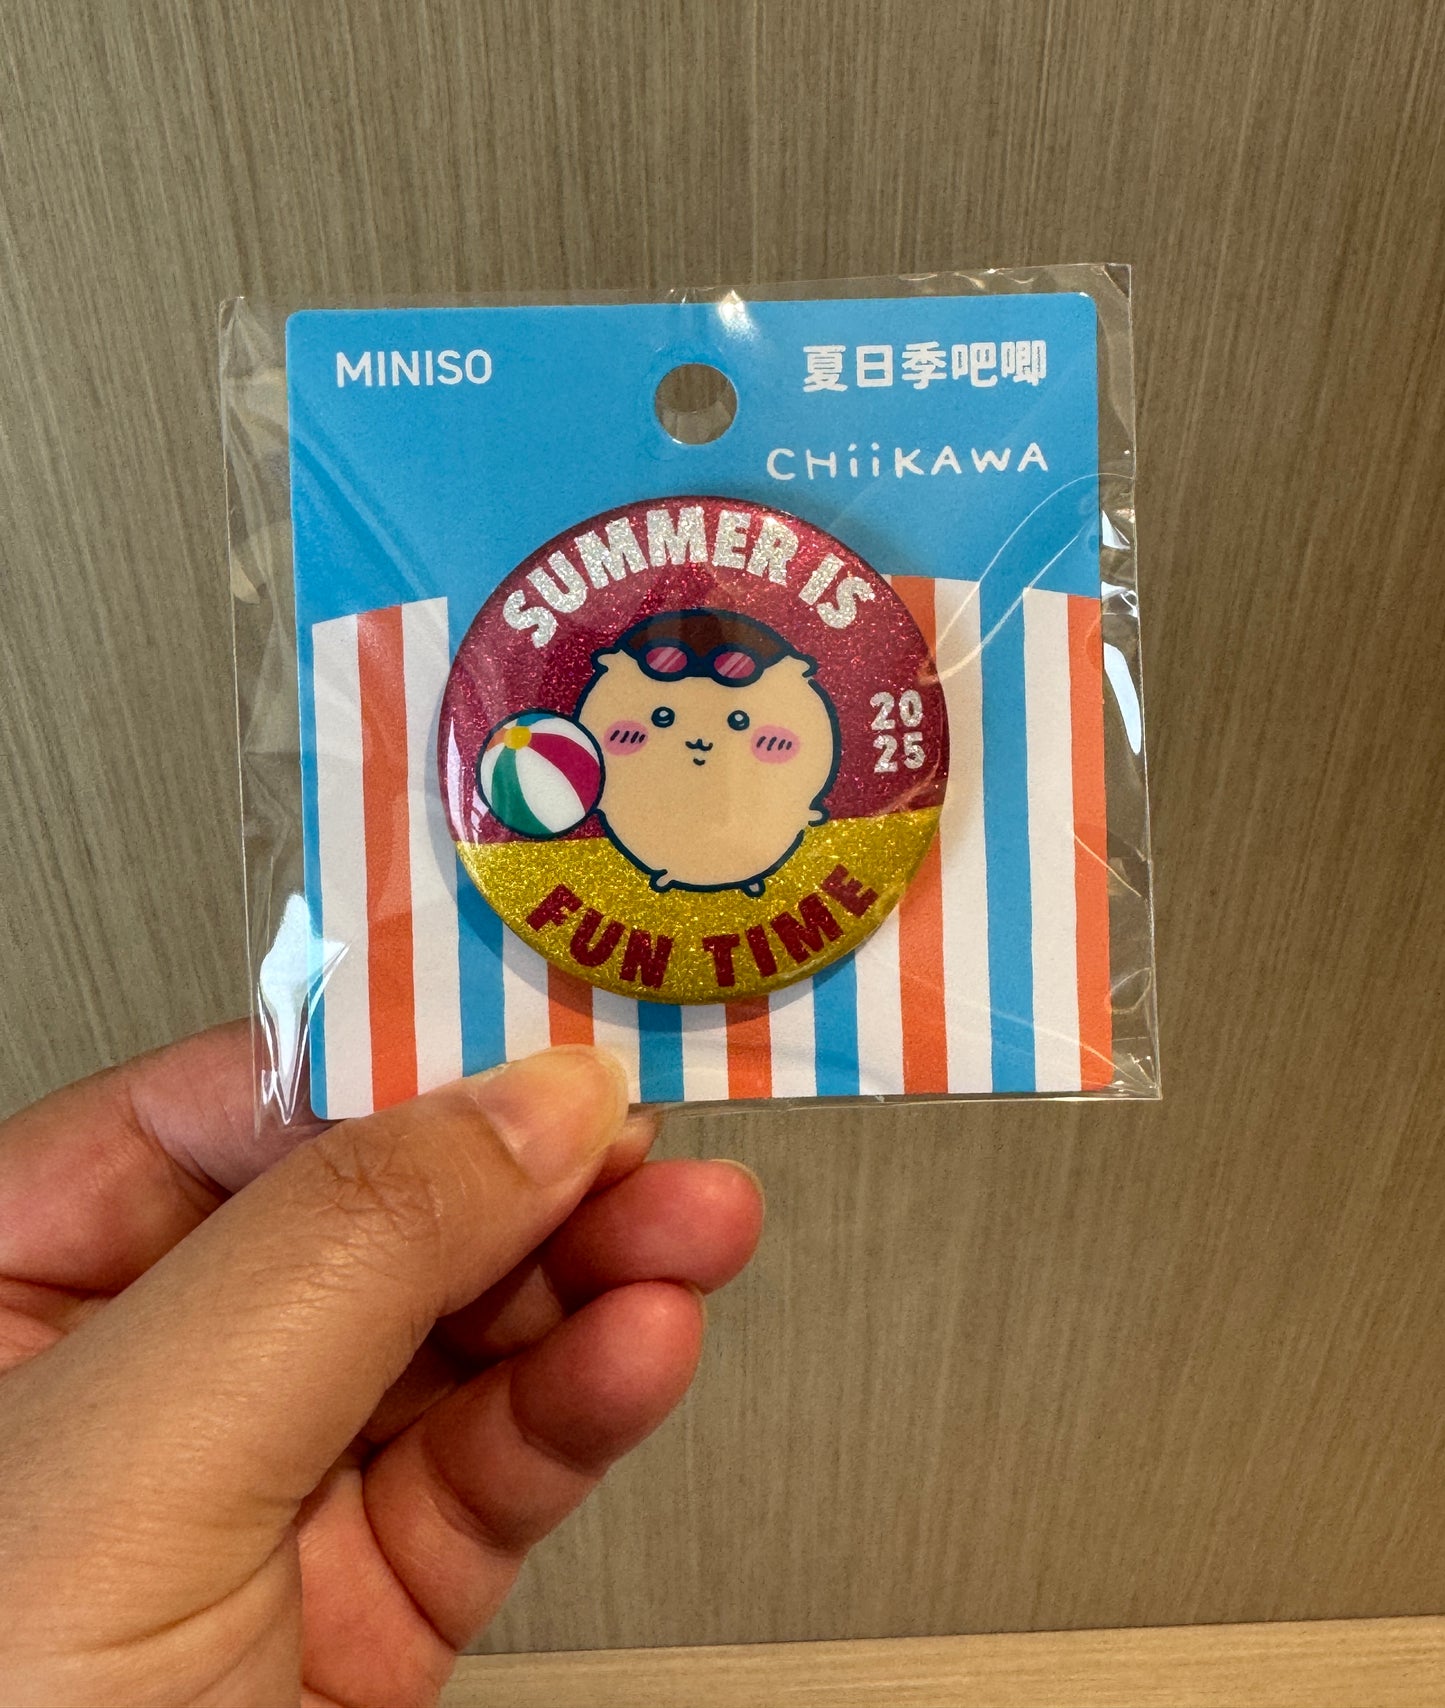 MINISO
夏日季吧唧
CHiiKAWA
SUMMER IS
20
25
FUN TIME